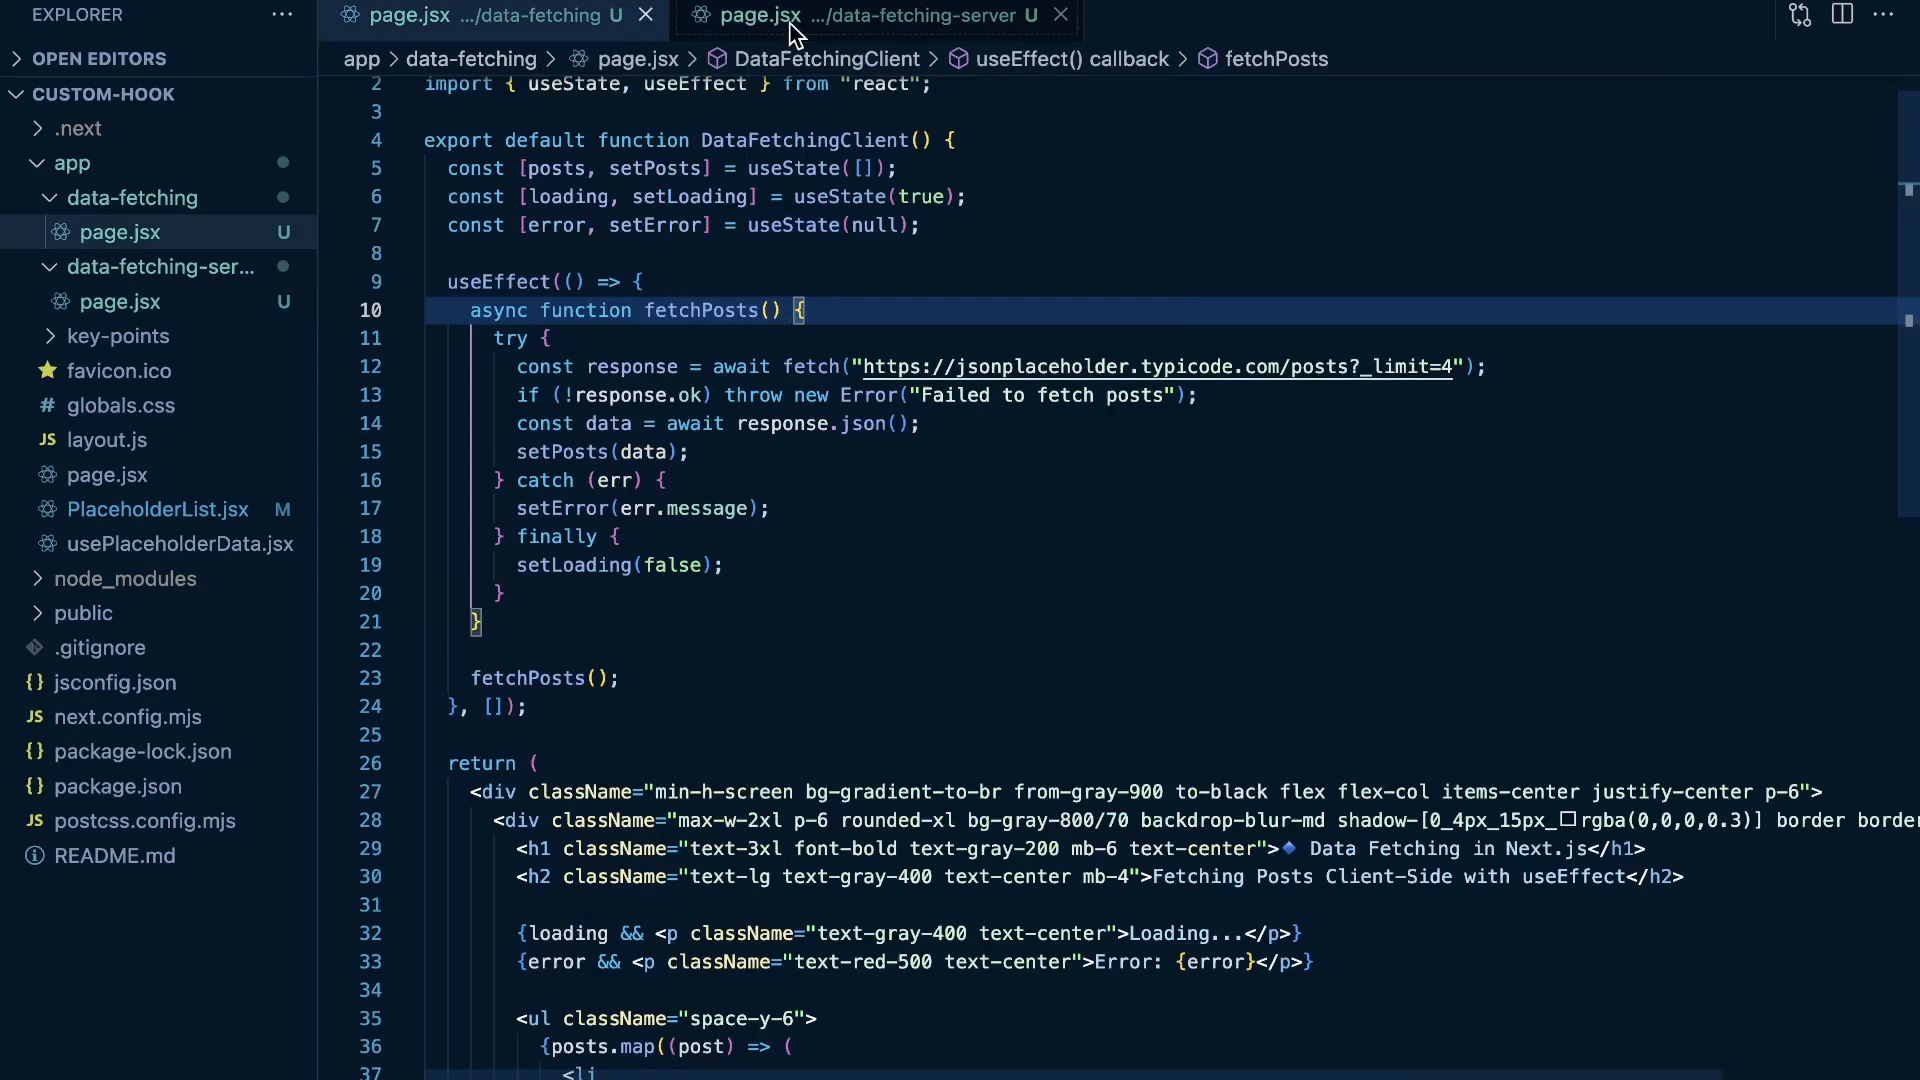 EXPLORER
OPEN EDITORS
CUSTOM-HOOK
.next
app
data-fetching
page.jsx U
data-fetching-ser...
page.jsx U
key-points
favicon.ico
# globals.css
JS layout.js
page.jsx
PlaceholderList.jsx M
usePlaceholderData.jsx
node_modules
public
.gitignore
{} jsconfig.json
JS next.config.mjs
{} package-lock.json
{} package.json
JS postcss.config.mjs
README.md
page.jsx .../data-fetching U
page.jsx .../data-fetching-server U
app > data-fetching > page.jsx > DataFetchingClient > useEffect() callback > fetchPosts
2 import { useState, useEffect } from "react";
3
4 export default function DataFetchingClient() {
5 const [posts, setPosts] = useState([]);
6 const [loading, setLoading] = useState(true);
7 const [error, setError] = useState(null);
8
9 useEffect(() => {
10 async function fetchPosts() {
11 try {
12 const response = await fetch("https://jsonplaceholder.typicode.com/posts?_limit=4");
13 if (!response.ok) throw new Error("Failed to fetch posts");
14 const data = await response.json();
15 setPosts(data);
16 } catch (err) {
17 setError(err.message);
18 } finally {
19 setLoading(false);
20 }
21 }
22
23 fetchPosts();
24 }, []);
25
26 return (
27 <div className="min-h-screen bg-gradient-to-br from-gray-900 to-black flex flex-col items-center justify-center p-6">
28 <div className="max-w-2xl p-6 rounded-xl bg-gray-800/70 backdrop-blur-md shadow-[0_4px_15px_rgba(0,0,0,0.3)] border border
29 <h1 className="text-3xl font-bold text-gray-200 mb-6 text-center">🔹 Data Fetching in Next.js</h1>
30 <h2 className="text-lg text-gray-400 text-center mb-4">Fetching Posts Client-Side with useEffect</h2>
31
32 {loading && <p className="text-gray-400 text-center">Loading...</p>}
33 {error && <p className="text-red-500 text-center">Error: {error}</p>}
34
35 <ul className="space-y-6">
36 {posts.map((post) => (
37 <li